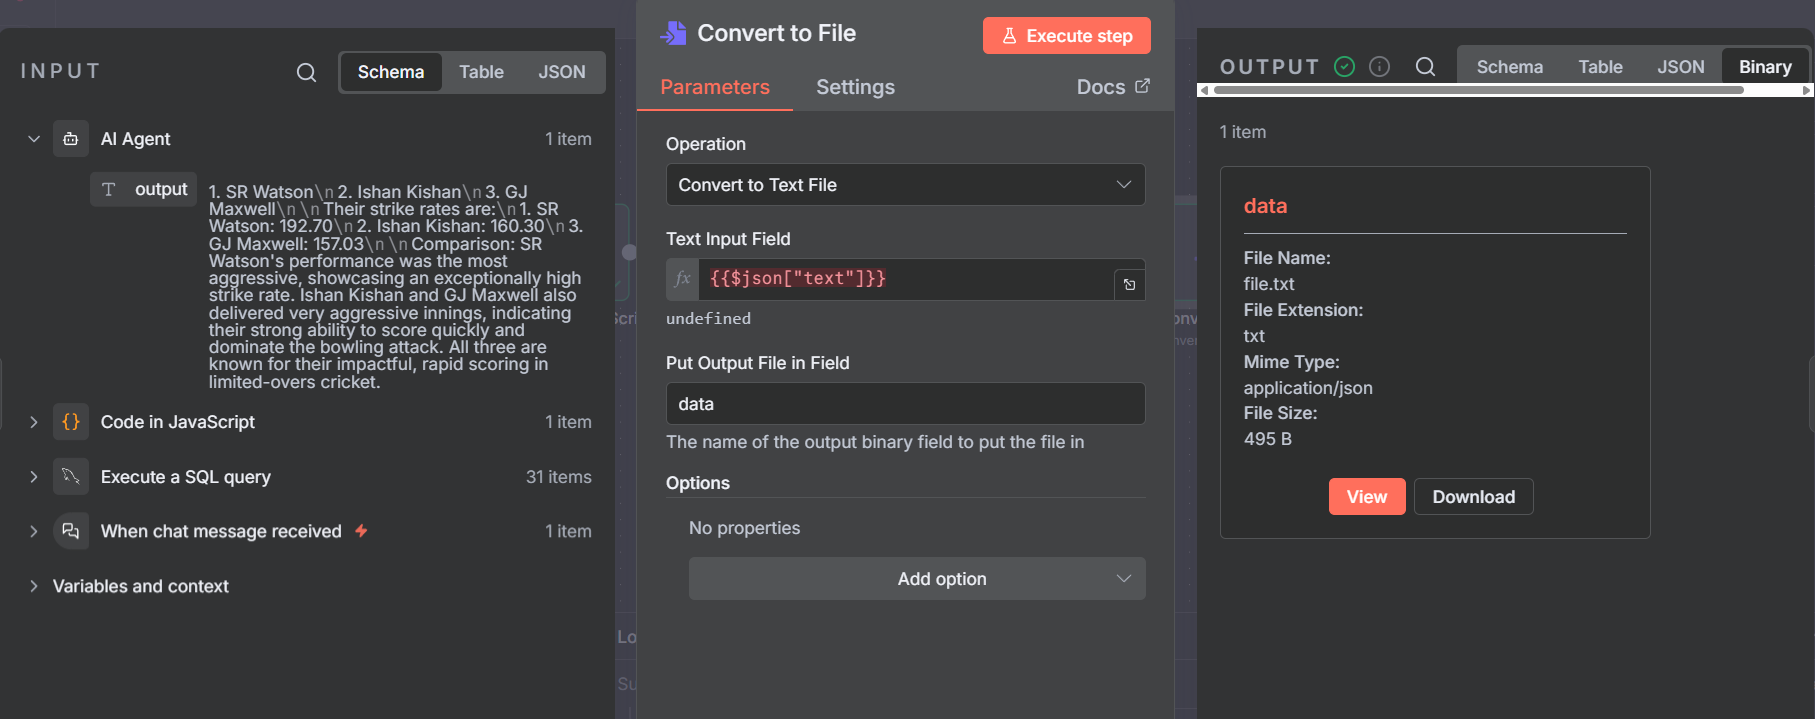 INPUT
Schema
Table
JSON
AI Agent
1 item
output
1. SR Watson\n2. Ishan Kishan\n3. GJ
Maxwell\n\nTheir strike rates are:\n1. SR
Watson: 192.70\n2. Ishan Kishan: 160.30\n3.
GJ Maxwell: 157.03\n\nComparison: SR
Watson's performance was the most
aggressive, showcasing an exceptionally high
strike rate. Ishan Kishan and GJ Maxwell also
delivered very aggressive innings, indicating
their strong ability to score quickly and
dominate the bowling attack. All three are
known for their impactful, rapid scoring in
limited-overs cricket.
Code in JavaScript
1 item
Execute a SQL query
31 items
When chat message received
1 item
Variables and context
Convert to File
Execute step
Parameters
Settings
Docs
Operation
Convert to Text File
Text Input Field
fx
{{$json["text"]}}
undefined
Put Output File in Field
data
The name of the output binary field to put the file in
Options
No properties
Add option
OUTPUT
Schema
Table
JSON
Binary
1 item
data
File Name:
file.txt
File Extension:
txt
Mime Type:
application/json
File Size:
495 B
View
Download